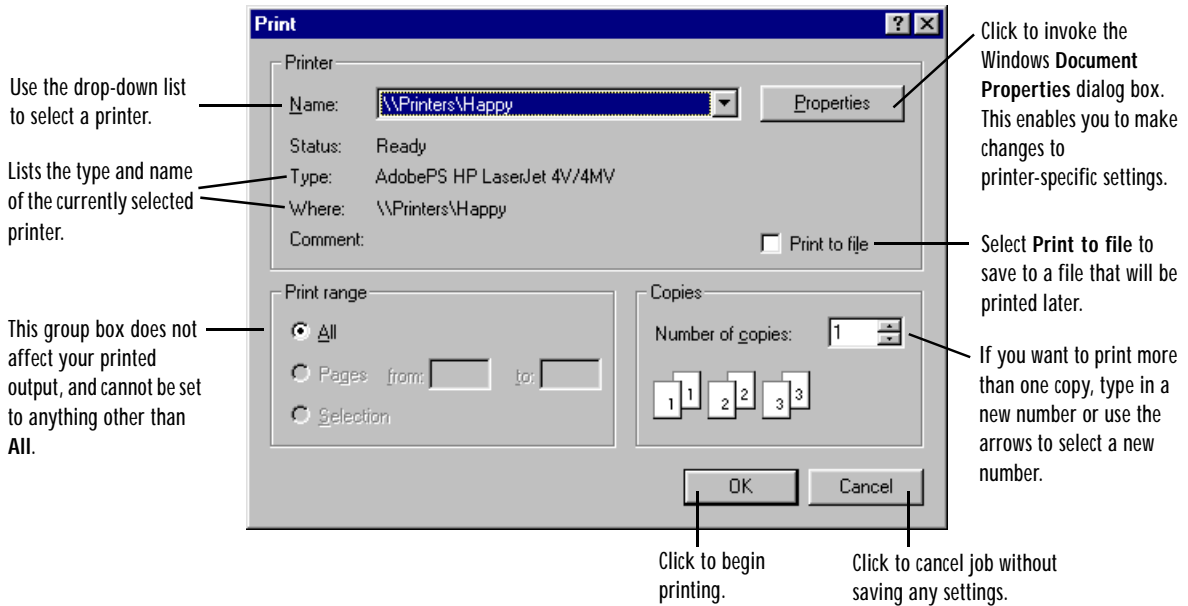 Print
Printer
Name:
\\Printers\Happy
Properties
Status:
Ready
Type:
AdobePS HP LaserJet 4V/4MV
Where:
\\Printers\Happy
Comment:
Print to file
Print range
All
Pages
from:
to:
Selection
Copies
Number of copies:
1
1 1 2 2 3 3
OK
Cancel
Use the drop-down list
to select a printer.
Lists the type and name
of the currently selected
printer.
This group box does not
affect your printed
output, and cannot be set
to anything other than
All.
Click to invoke the
Windows Document
Properties dialog box.
This enables you to make
changes to
printer-specific settings.
Select Print to file to
save to a file that will be
printed later.
If you want to print more
than one copy, type in a
new number or use the
arrows to select a new
number.
Click to begin
printing.
Click to cancel job without
saving any settings.